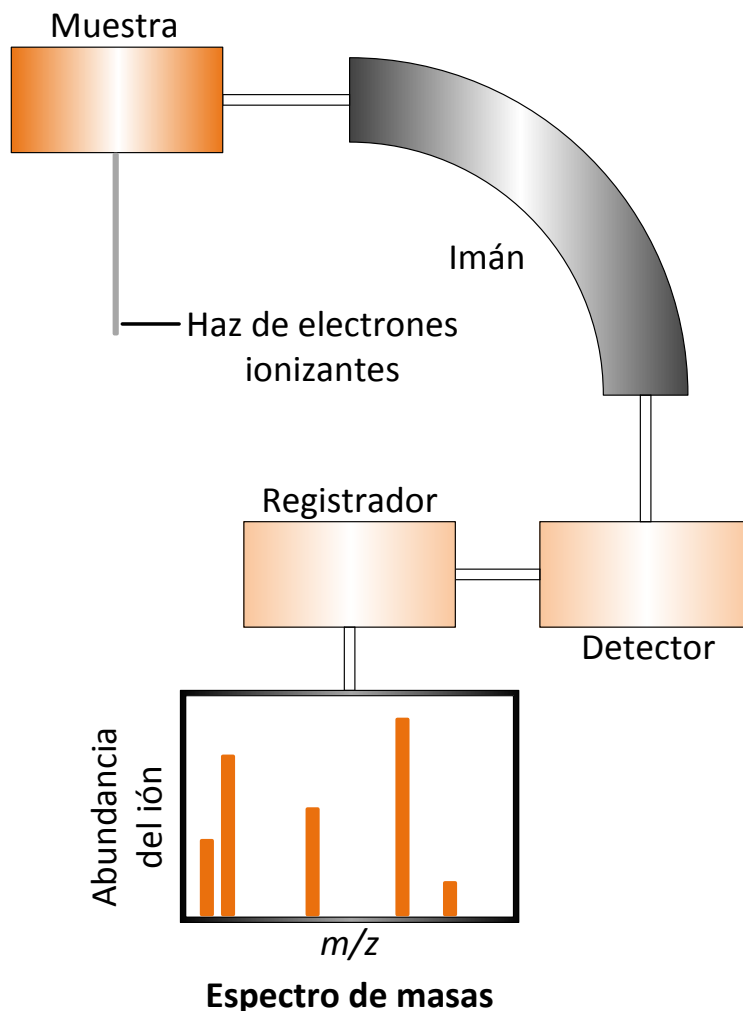 Muestra
Imán
Haz de electrones
ionizantes
Registrador
Detector
Abundancia
del ión
m/z
Espectro de masas